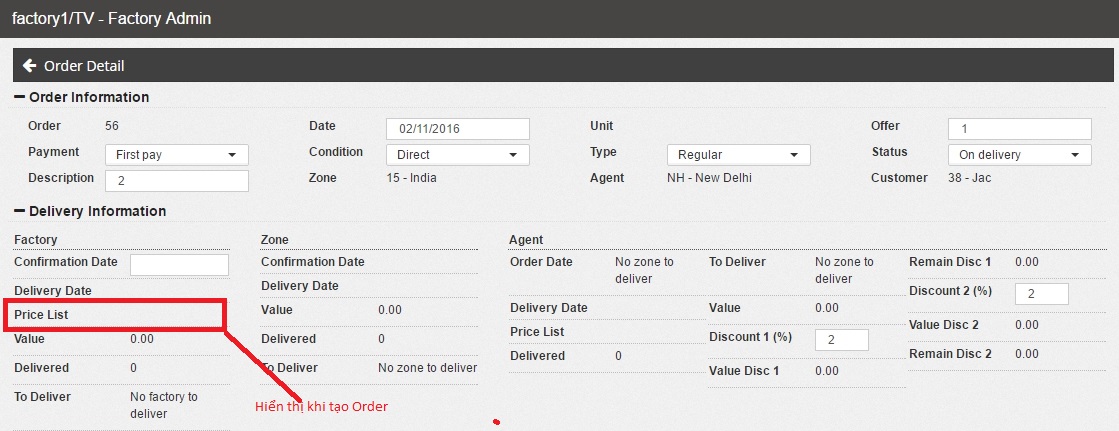 factory1/TV - Factory Admin
Order Detail
Order Information
Order 56 Date 02/11/2016 Unit Offer 1
Payment First pay Condition Direct Type Regular Status On delivery
Description 2 Zone 15 - India Agent NH - New Delhi Customer 38 - Jac
Delivery Information
Factory
Confirmation Date
Delivery Date
Price List
Value 0.00
Delivered 0
To Deliver No factory to
deliver
Zone
Confirmation Date
Delivery Date
Value 0.00
Delivered 0
To Deliver No zone to deliver
Agent
Order Date No zone to
deliver
Delivery Date
Price List
Delivered 0
To Deliver No zone to
deliver
Value 0.00
Discount 1 (%) 2
Value Disc 1 0.00
Remain Disc 1 0.00
Discount 2 (%) 2
Value Disc 2 0.00
Remain Disc 2 0.00
Hiển thị khi tạo Order